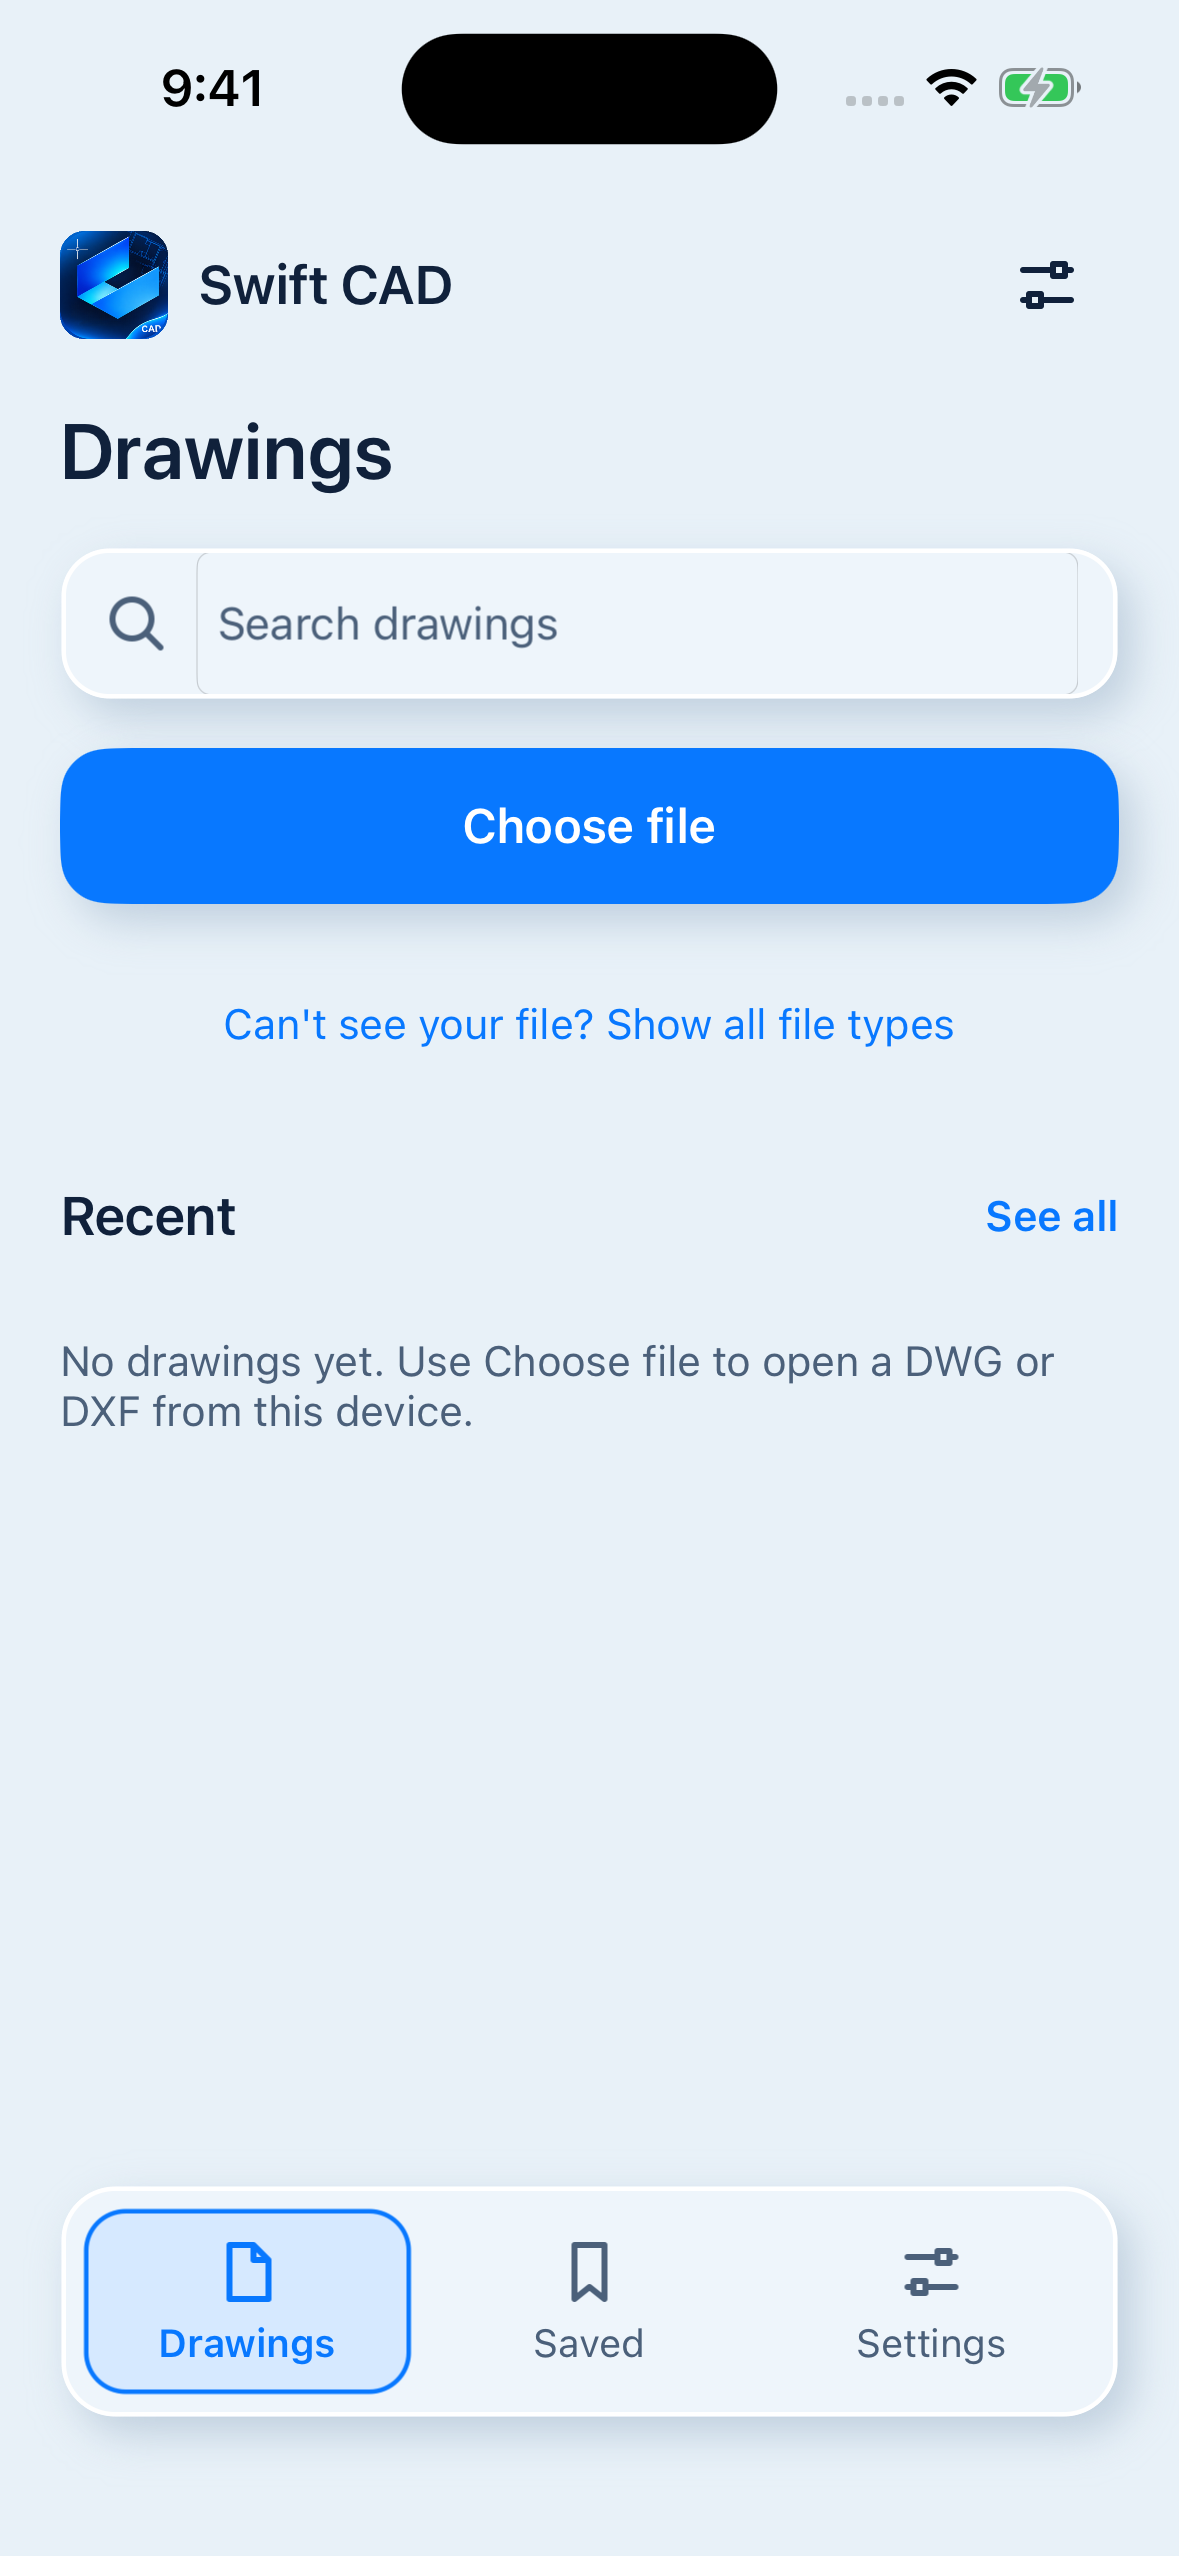 9:41
CAD
Swift CAD
Drawings
Search drawings
Choose file
Can't see your file? Show all file types
Recent
See all
No drawings yet. Use Choose file to open a DWG or
DXF from this device.
Drawings
Saved
Settings